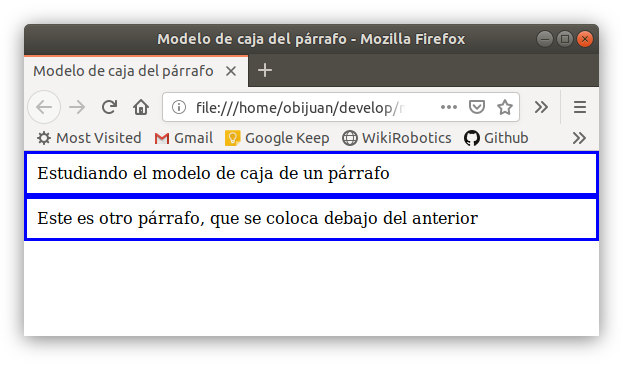 Modelo de caja del párrafo - Mozilla Firefox
Modelo de caja del párrafo
file:///home/obijuan/develop/
Most Visited Gmail Google Keep WikiRobotics Github
Estudiando el modelo de caja de un párrafo
Este es otro párrafo, que se coloca debajo del anterior